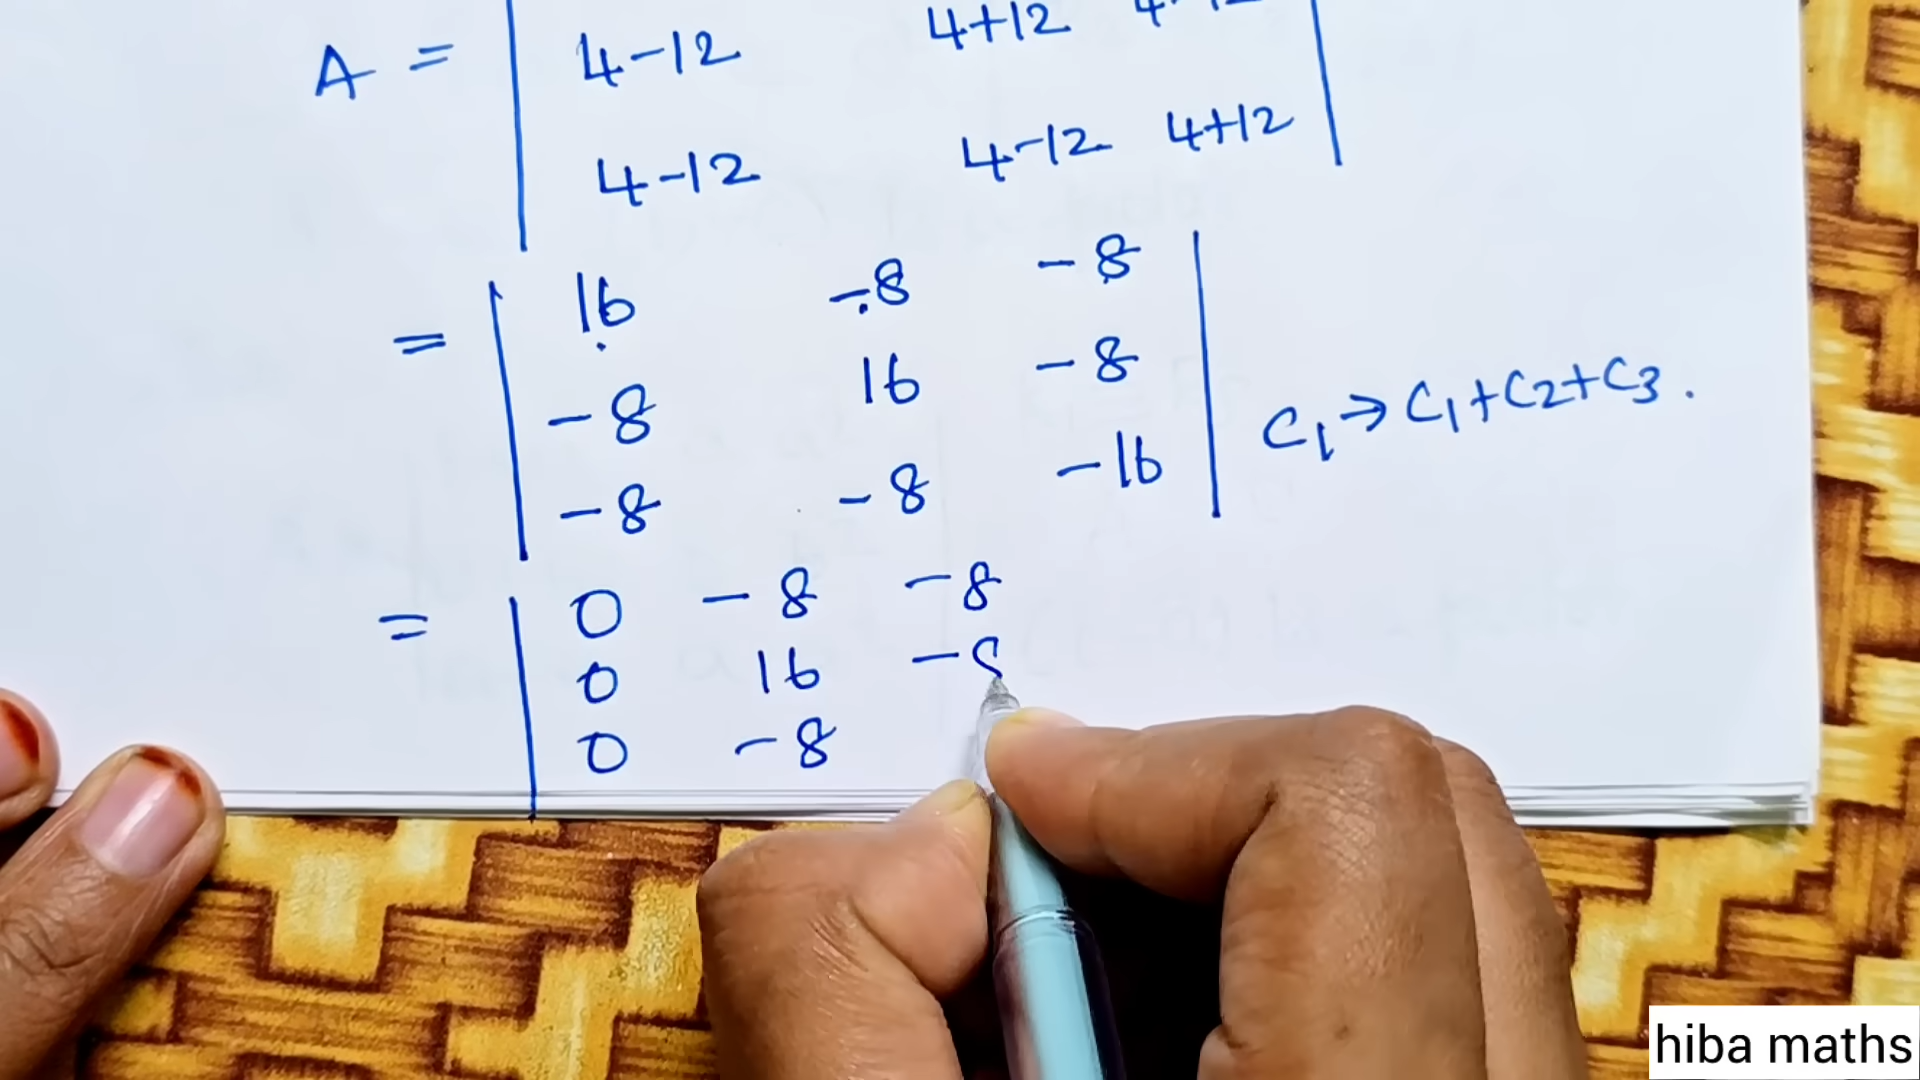 A = | 4-12 4+12
4-12 4-12 4+12 |
= | 16 -8 -8 |
-8 16 -8
-8 -8 -16
C1 → C1+C2+C3.
= | 0 -8 -8
0 16
0 -8
hiba maths